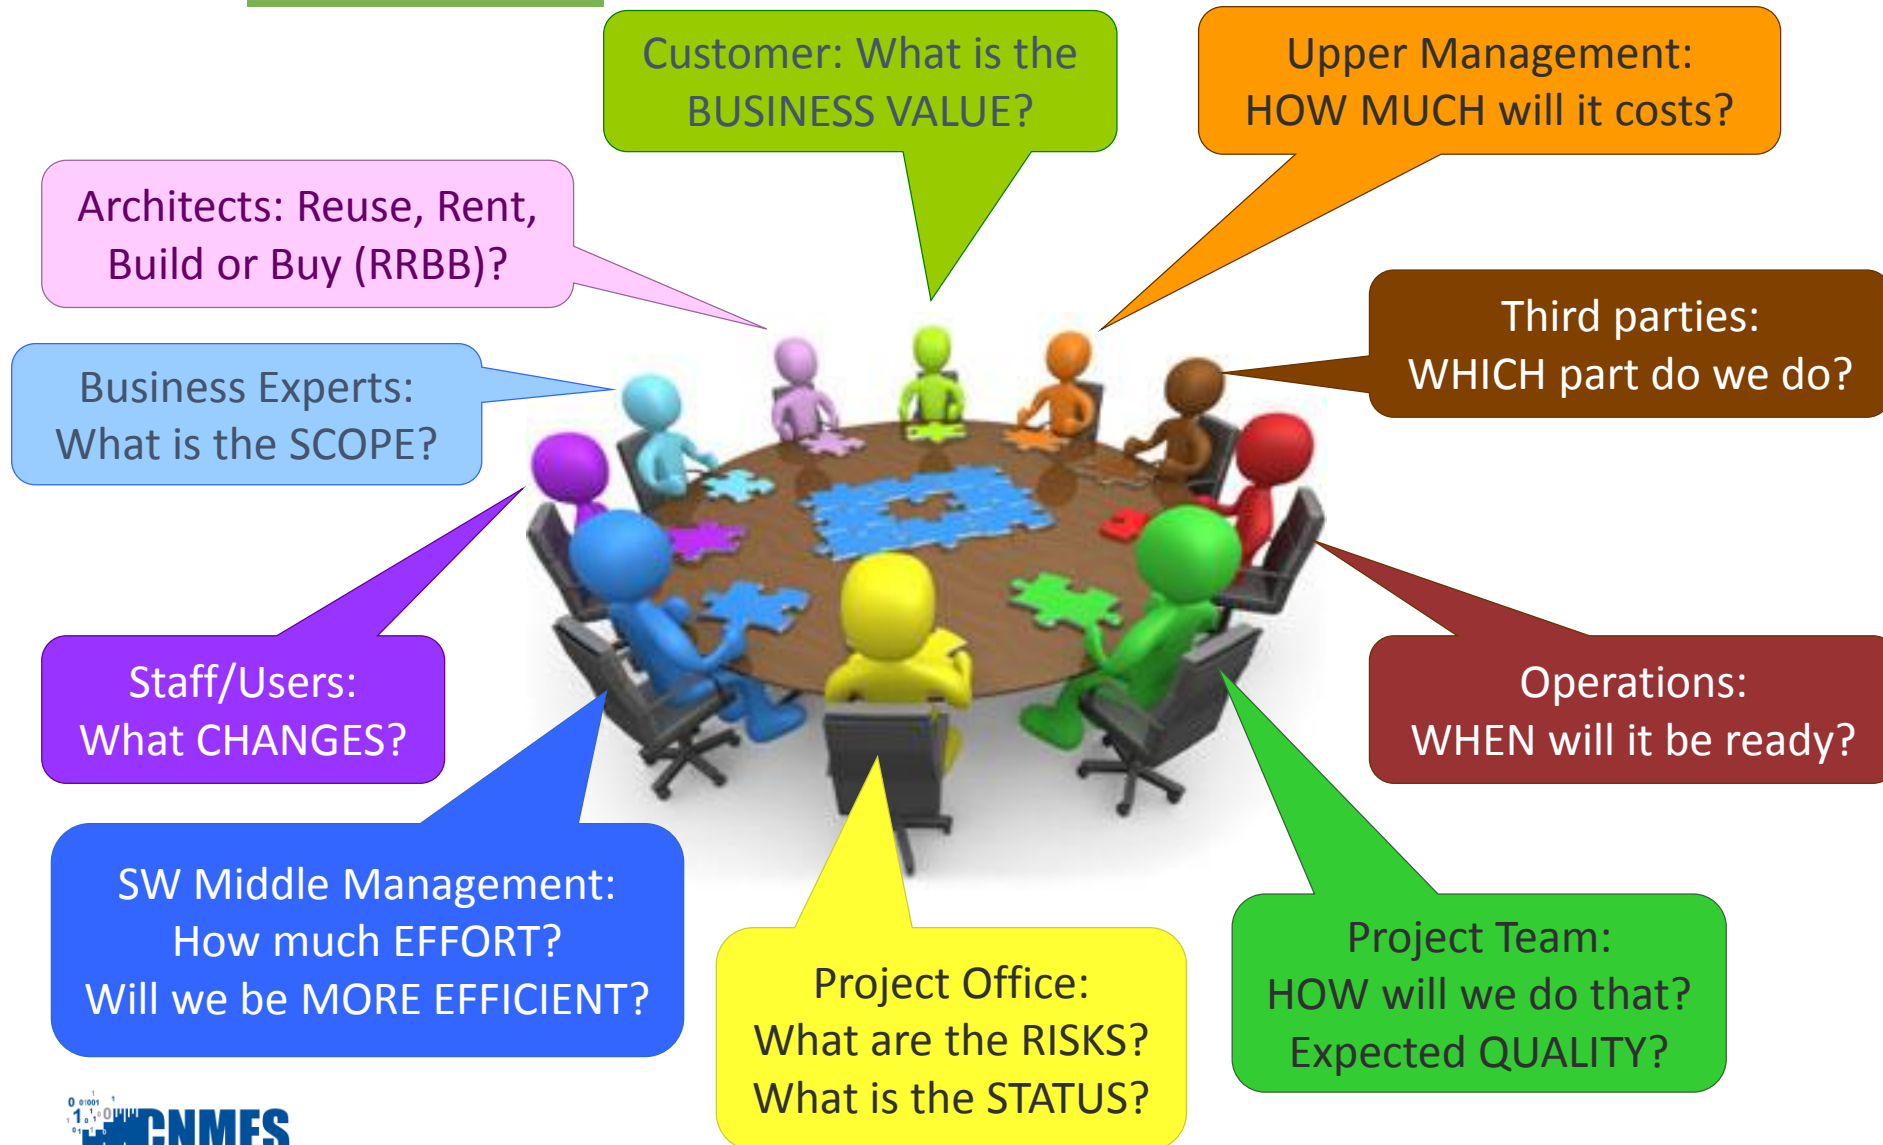 Customer: What is the
BUSINESS VALUE?
Upper Management:
HOW MUCH will it costs?
Architects: Reuse, Rent,
Build or Buy (RRBB)?
Third parties:
WHICH part do we do?
Business Experts:
What is the SCOPE?
Staff/Users:
What CHANGES?
Operations:
WHEN will it be ready?
SW Middle Management:
How much EFFORT?
Will we be MORE EFFICIENT?
Project Office:
What are the RISKS?
What is the STATUS?
Project Team:
HOW will we do that?
Expected QUALITY?
CNMES